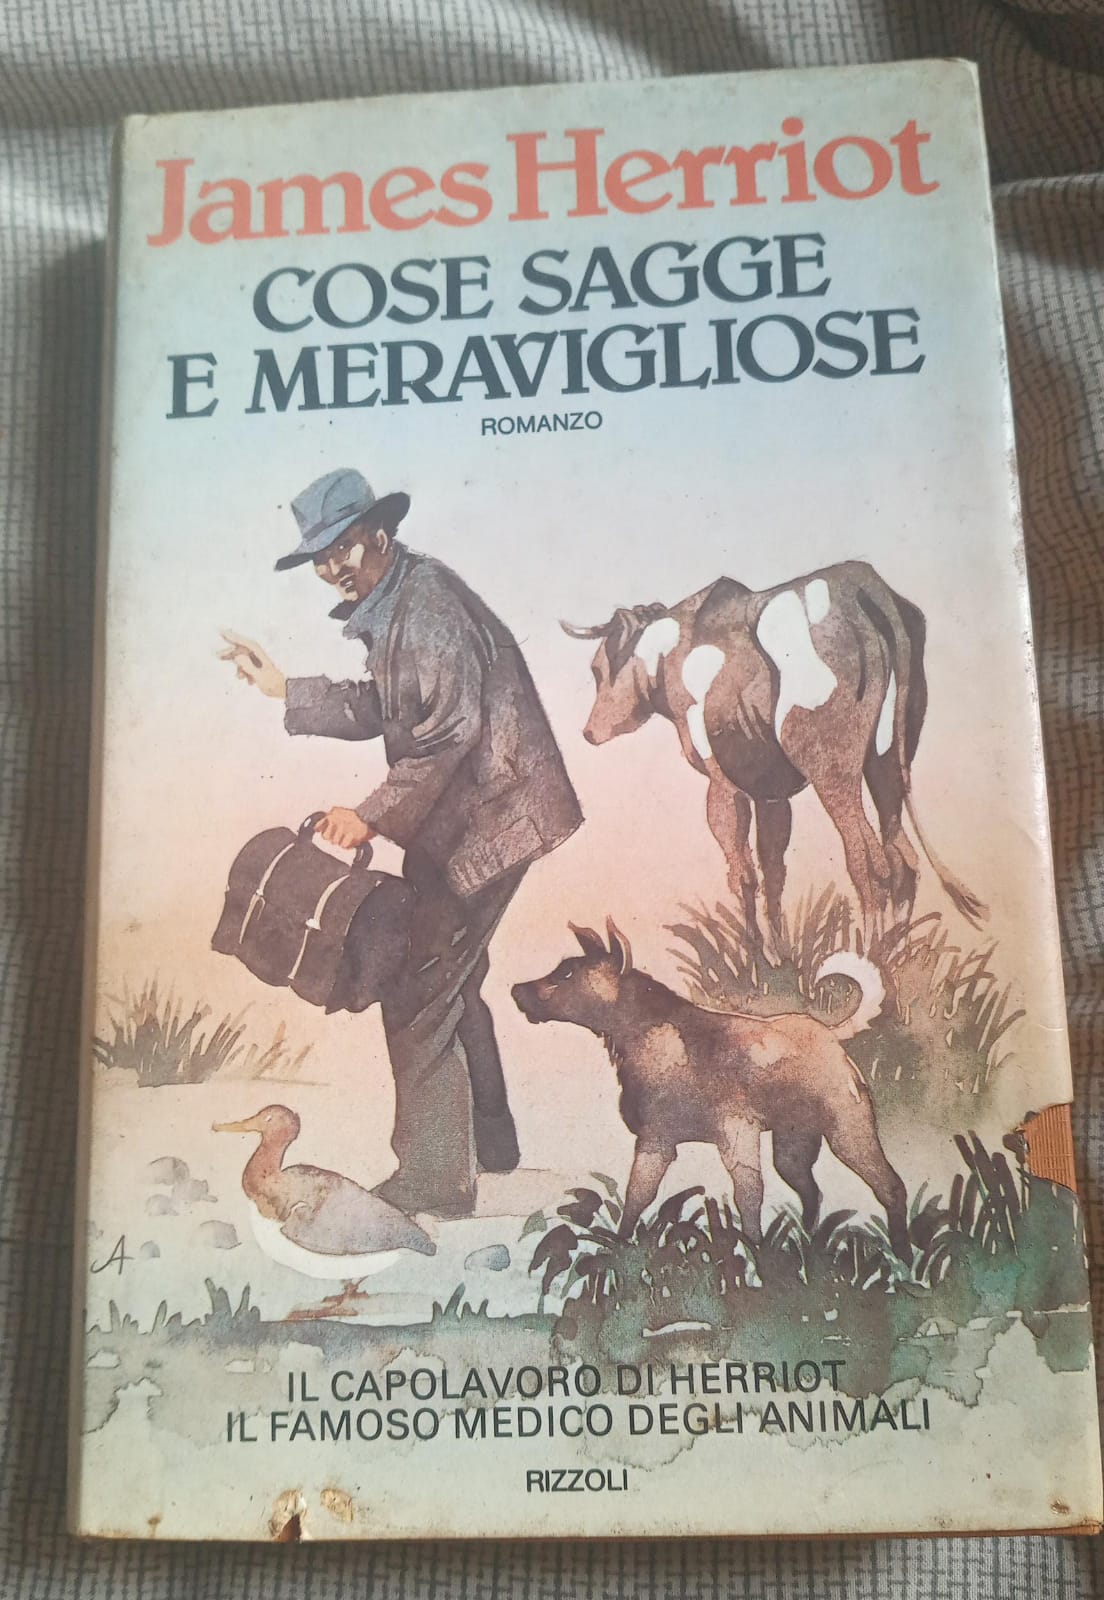 James Herriot
COSE SAGGE
E MERAVIGLIOSE
ROMANZO
A
IL CAPOLAVORO DI HERRIOT
IL FAMOSO MEDICO DEGLI ANIMALI
RIZZOLI